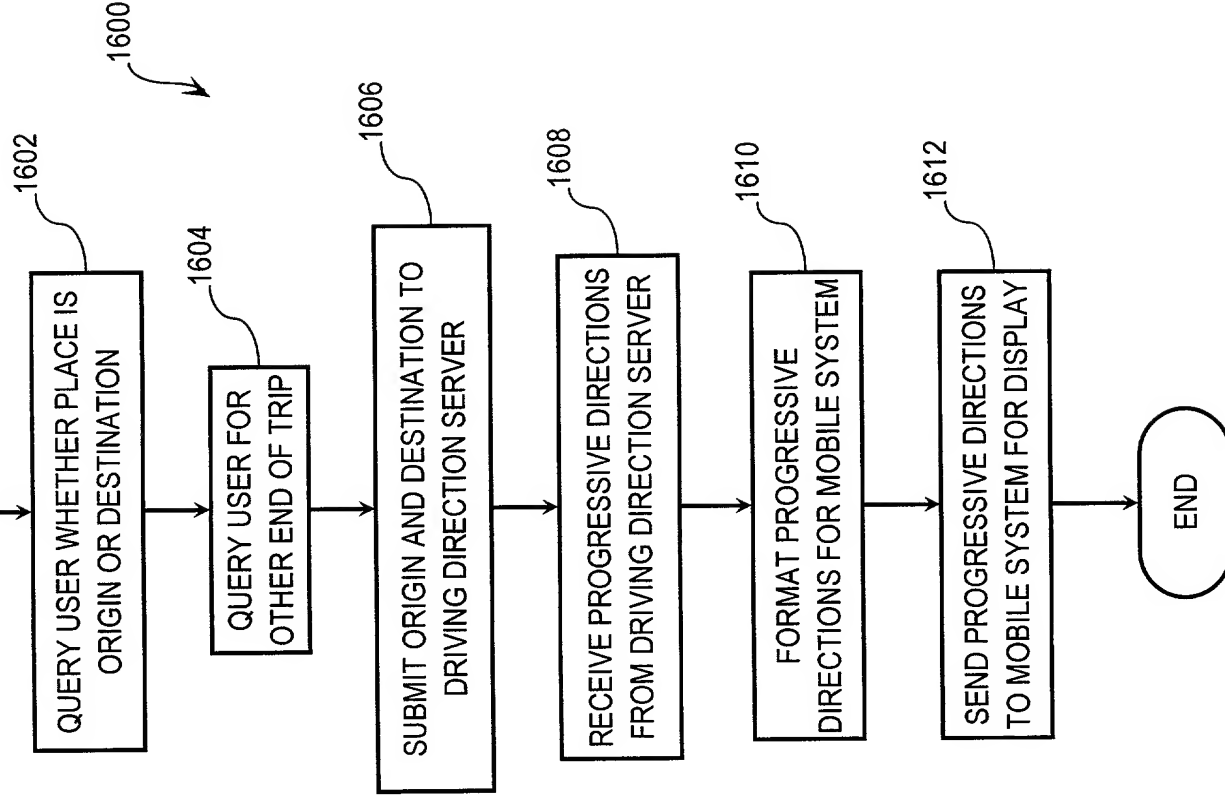 1600
1602
QUERY USER WHETHER PLACE IS
ORIGIN OR DESTINATION
1604
QUERY USER FOR
OTHER END OF TRIP
1606
SUBMIT ORIGIN AND DESTINATION TO
DRIVING DIRECTION SERVER
1608
RECEIVE PROGRESSIVE DIRECTIONS
FROM DRIVING DIRECTION SERVER
1610
FORMAT PROGRESSIVE
DIRECTIONS FOR MOBILE SYSTEM
1612
SEND PROGRESSIVE DIRECTIONS
TO MOBILE SYSTEM FOR DISPLAY
END